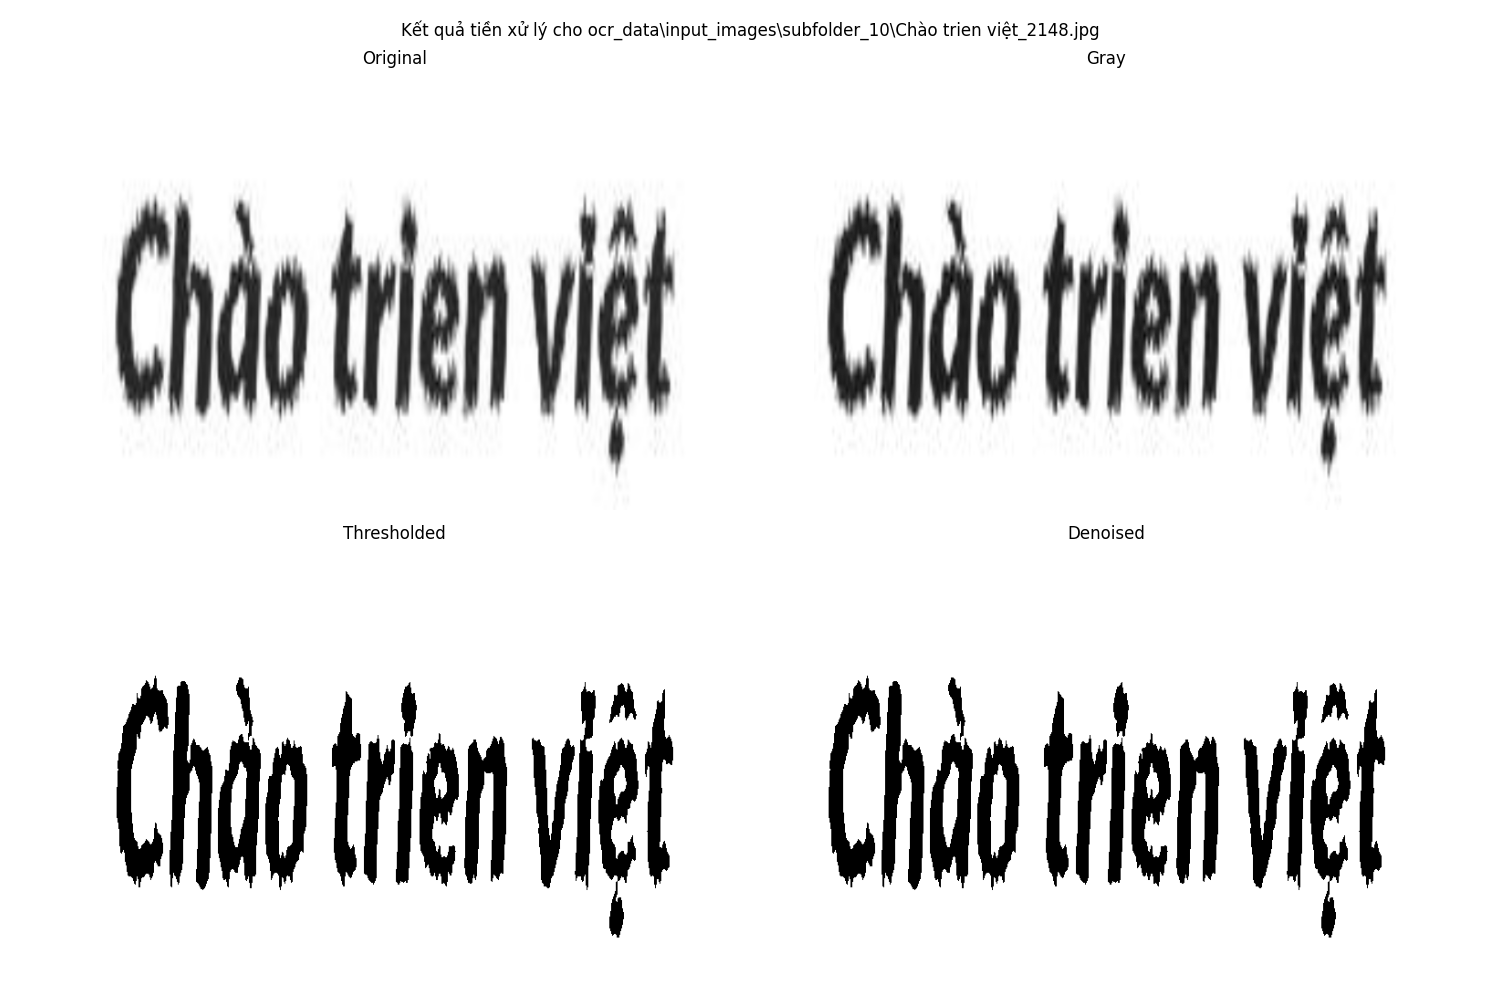 Kết quả tiền xử lý cho ocr_data\input_images\subfolder_10\Chào trien việt_2148.jpg
Original
Gray
Chào trien việt
Chào trien việt
Thresholded
Denoised
Chào trien việt
Chào trien việt